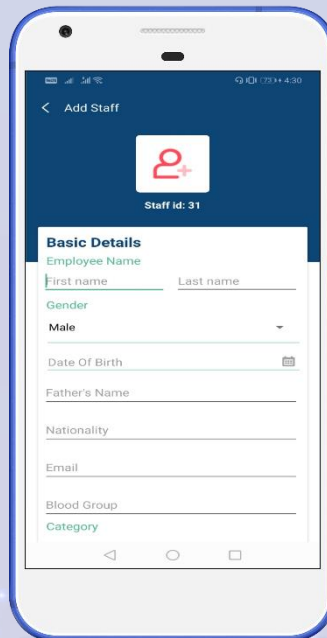 4:30
Add Staff
Staff id: 31
Basic Details
Employee Name
First name Last name
Gender
Male
Date Of Birth
Father's Name
Nationality
Email
Blood Group
Category